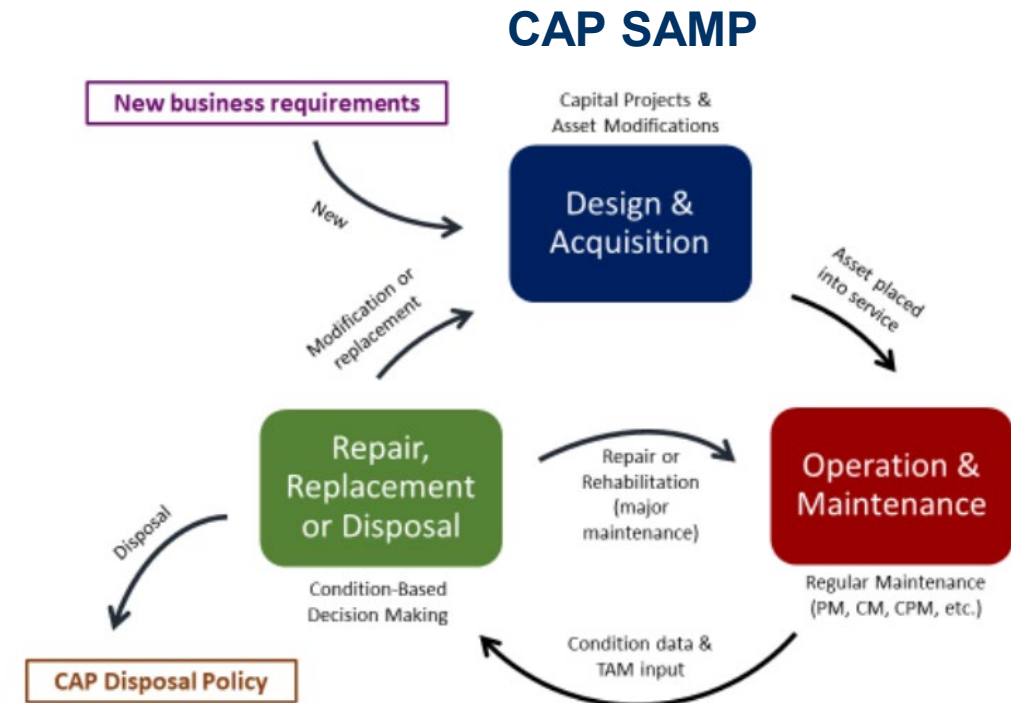 CAP SAMP
New business requirements
Capital Projects &
Asset Modifications
Design &
Acquisition
New
Modification or
replacement
Asset placed
into service
Repair,
Replacement
or Disposal
Repair or
Rehabilitation
(major
maintenance)
Operation &
Maintenance
Disposal
Condition-Based
Decision Making
Regular Maintenance
(PM, CM, CPM, etc.)
Condition data &
TAM input
CAP Disposal Policy